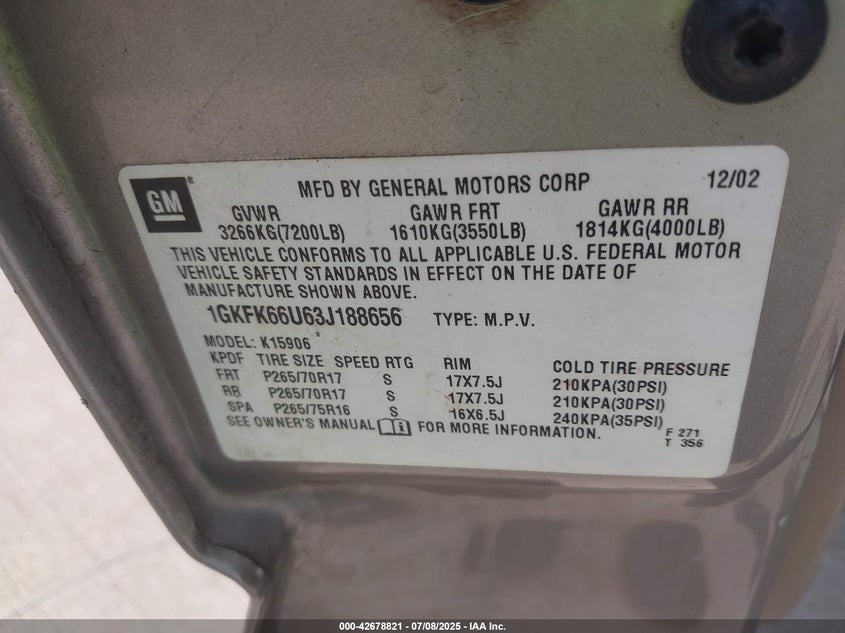 GM
MFD BY GENERAL MOTORS CORP 12/02
GVWR GAWR FRT GAWR RR
3266KG(7200LB) 1610KG(3550LB) 1814KG(4000LB)
THIS VEHICLE CONFORMS TO ALL APPLICABLE U.S. FEDERAL MOTOR
VEHICLE SAFETY STANDARDS IN EFFECT ON THE DATE OF
MANUFACTURE SHOWN ABOVE.
1GKFK66U63J188656 TYPE: M.P.V.
MODEL: K15906
KPDF TIRE SIZE SPEED RTG RIM COLD TIRE PRESSURE
FRT P265/70R17 S 17X7.5J 210KPA(30PSI)
RR P265/70R17 S 17X7.5J 210KPA(30PSI)
SPA P265/75R16 S 16X6.5J 240KPA(35PSI)
SEE OWNER'S MANUAL FOR MORE INFORMATION.
F 271
T 356
000-42678821 | 07/08/2025 - IAA Inc.